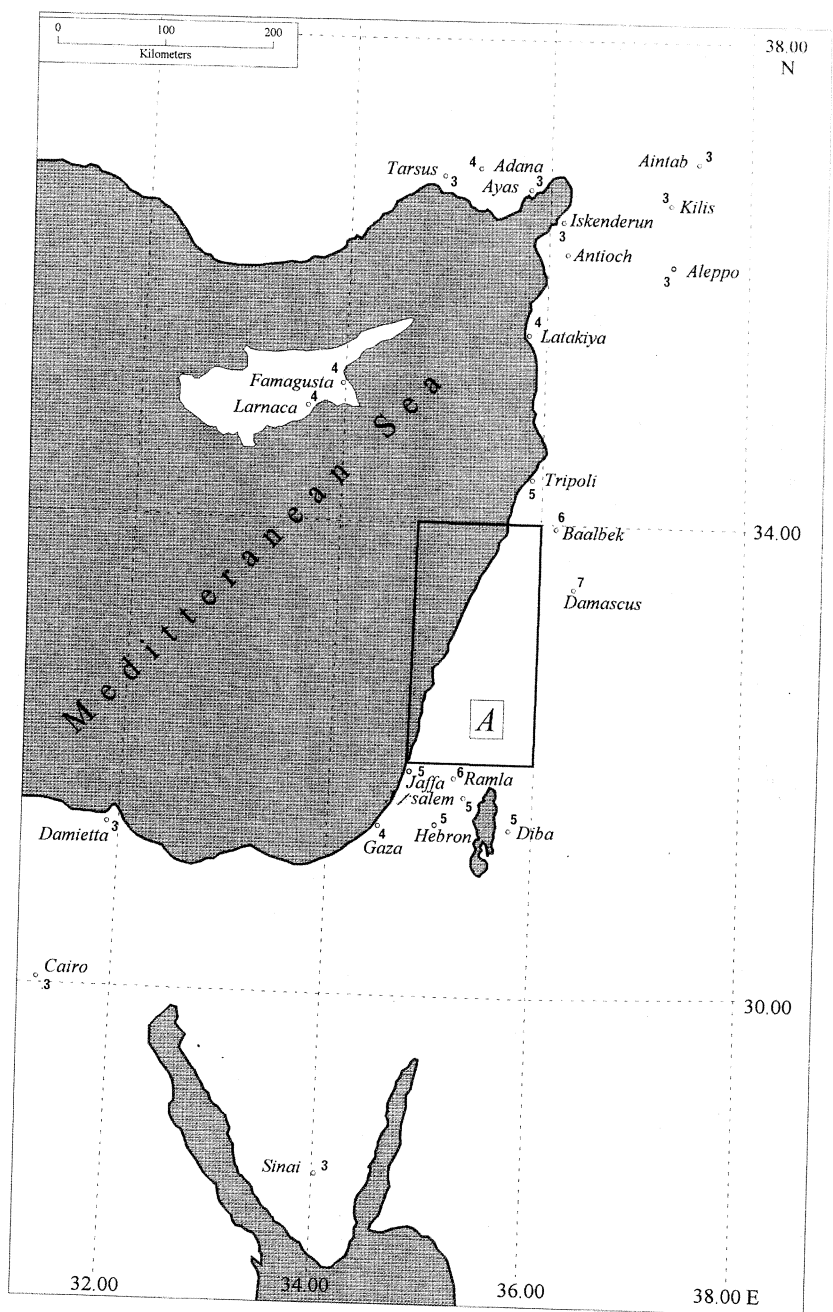 0 100 200
Kilometers
38.00
N
Tarsus 3
4 Adana
Ayas 3
Aintab 3
3 Kilis
Iskenderun
3
Antioch
Aleppo
3
4
Latakiya
Famagusta 4
Larnaca 4
Meditteranean Sea
Tripoli
5
6
Baalbek
34.00
7
Damascus
A
5
Jaffa
6 Ramla
J'salem 5
Damietta 3
4
Gaza
5
Hebron
5
Diba
Cairo
3
30.00
Sinai 3
32.00 34.00 36.00 38.00 E